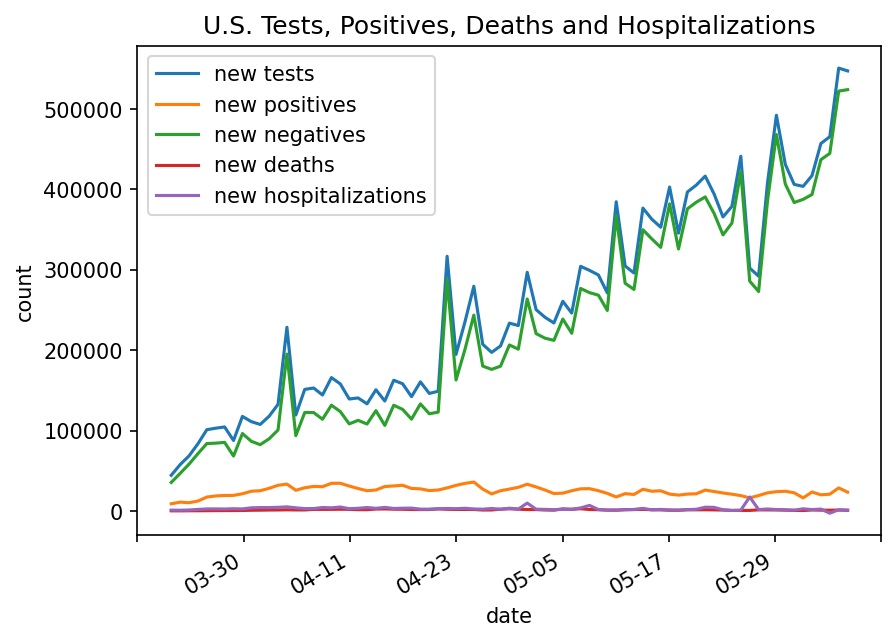 U.S. Tests, Positives, Deaths and Hospitalizations
new tests
new positives
new negatives
new deaths
new hospitalizations
500000
400000
300000
200000
100000
0
count
03-30
04-11
04-23
05-05
05-17
05-29
date